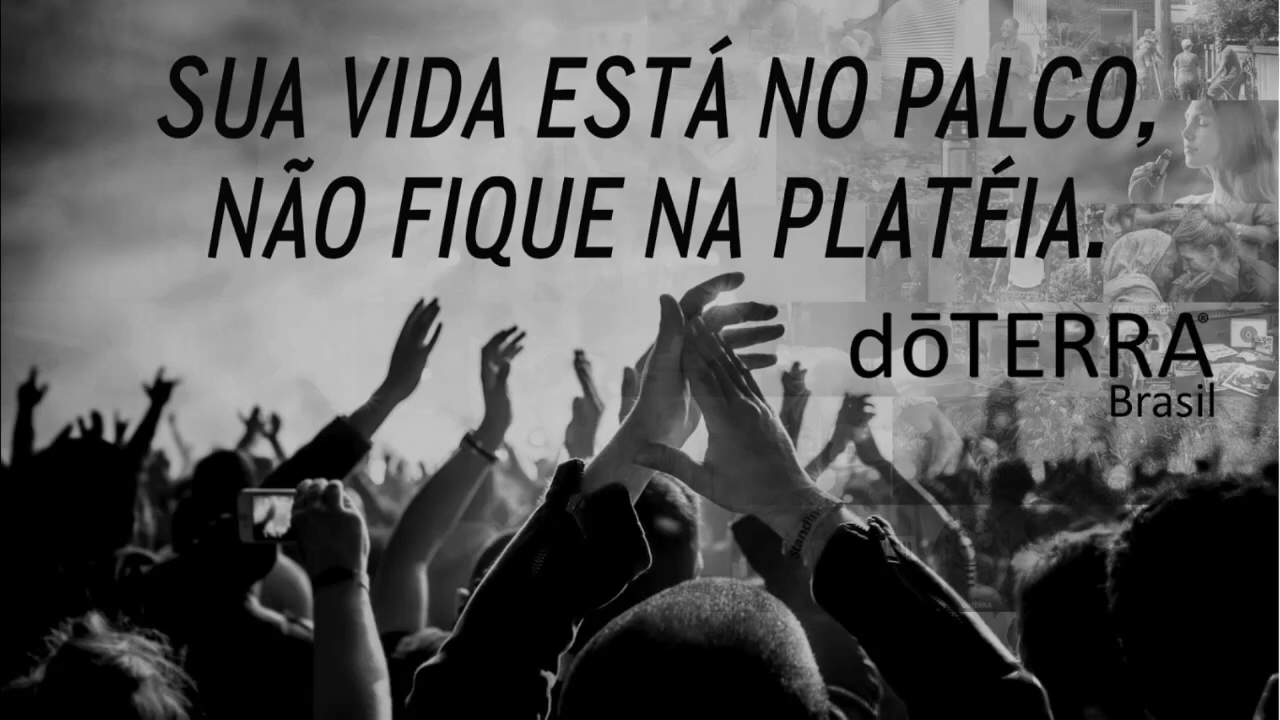 SUA VIDA ESTÁ NO PALCO,
NÃO FIQUE NA PLATÉIA.
dōTERRA®
Brasil